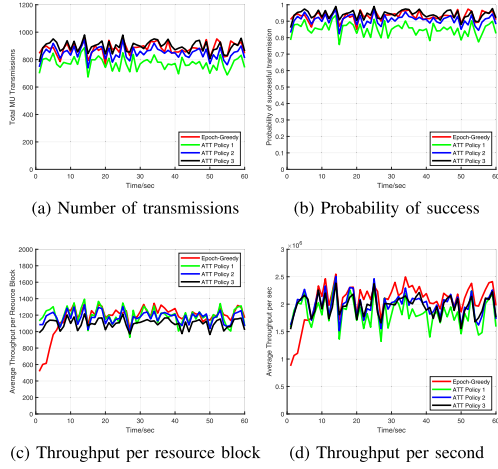 1200
1000
800
600
400
200
0
Total MU Transmissions
0 10 20 30 40 50 60
Time/sec
Epoch-Greedy
ATT Policy 1
ATT Policy 2
ATT Policy 3
(a) Number of transmissions
1
0.9
0.8
0.7
0.6
0.5
0.4
0.3
0.2
0.1
0
Probability of successful transmission
0 10 20 30 40 50 60
Time/sec
Epoch-Greedy
ATT Policy 1
ATT Policy 2
ATT Policy 3
(b) Probability of success
2000
1800
1600
1400
1200
1000
800
600
400
200
0
Average Throughput per Resource Block
0 10 20 30 40 50 60
Time/sec
Epoch-Greedy
ATT Policy 1
ATT Policy 2
ATT Policy 3
(c) Throughput per resource block
3
2.5
2
1.5
1
0.5
0
Average Throughput per sec
0 10 20 30 40 50 60
Time/sec
Epoch-Greedy
ATT Policy 1
ATT Policy 2
ATT Policy 3
(d) Throughput per second